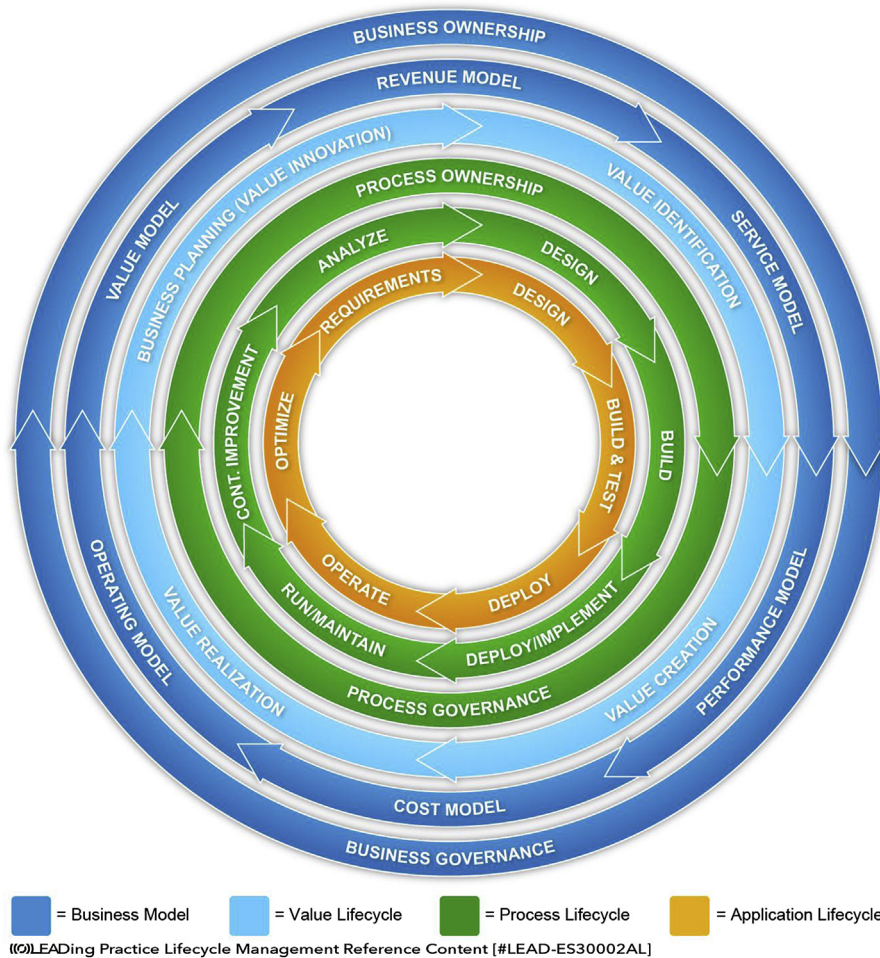 BUSINESS OWNERSHIP
REVENUE MODEL
VALUE MODEL
SERVICE MODEL
BUSINESS PLANNING (VALUE INNOVATION)
VALUE IDENTIFICATION
PROCESS OWNERSHIP
ANALYZE
DESIGN
REQUIREMENTS
DESIGN
CONT. IMPROVEMENT
OPTIMIZE
BUILD & TEST
BUILD
OPERATE
DEPLOY
RUN/MAINTAIN
DEPLOY/IMPLEMENT
PROCESS GOVERNANCE
VALUE REALIZATION
VALUE CREATION
OPERATING MODEL
PERFORMANCE MODEL
COST MODEL
BUSINESS GOVERNANCE
= Business Model
= Value Lifecycle
= Process Lifecycle
= Application Lifecycle
LEADing Practice Lifecycle Management Reference Content [#LEAD-ES30002AL]